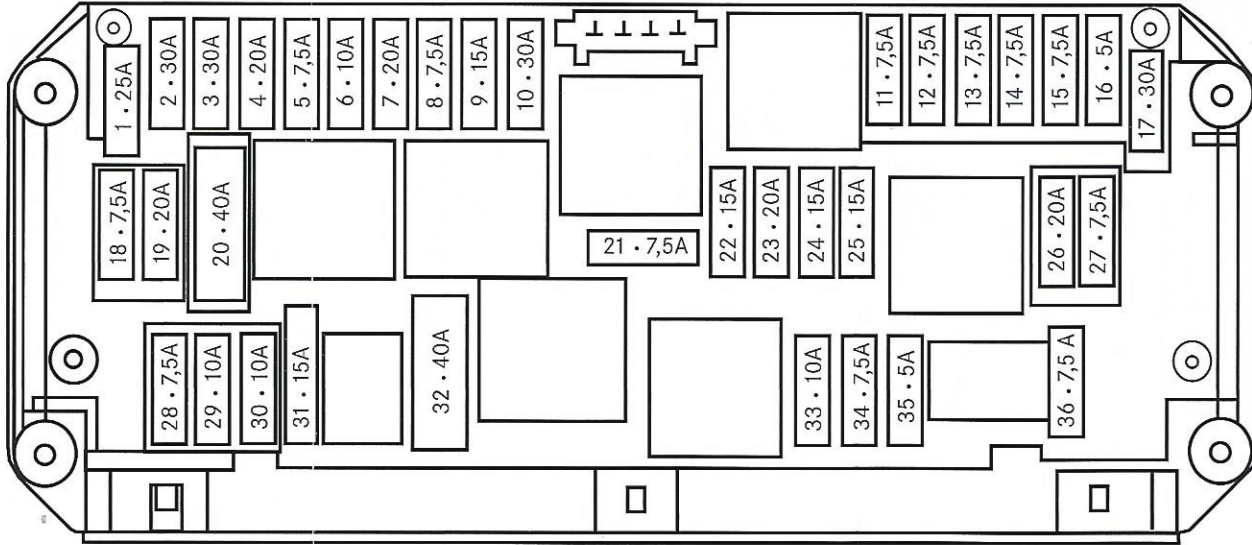 1 · 25A
2 · 30A
3 · 30A
4 · 20A
5 · 7,5A
6 · 10A
7 · 20A
8 · 7,5A
9 · 15A
10 · 30A
11 · 7,5A
12 · 7,5A
13 · 7,5A
14 · 7,5A
15 · 7,5A
16 · 5A
17 · 30A
18 · 7,5A
19 · 20A
20 · 40A
21 · 7,5A
22 · 15A
23 · 20A
24 · 15A
25 · 15A
26 · 20A
27 · 7,5A
28 · 7,5A
29 · 10A
30 · 10A
31 · 15A
32 · 40A
33 · 10A
34 · 7,5A
35 · 5A
36 · 7,5 A